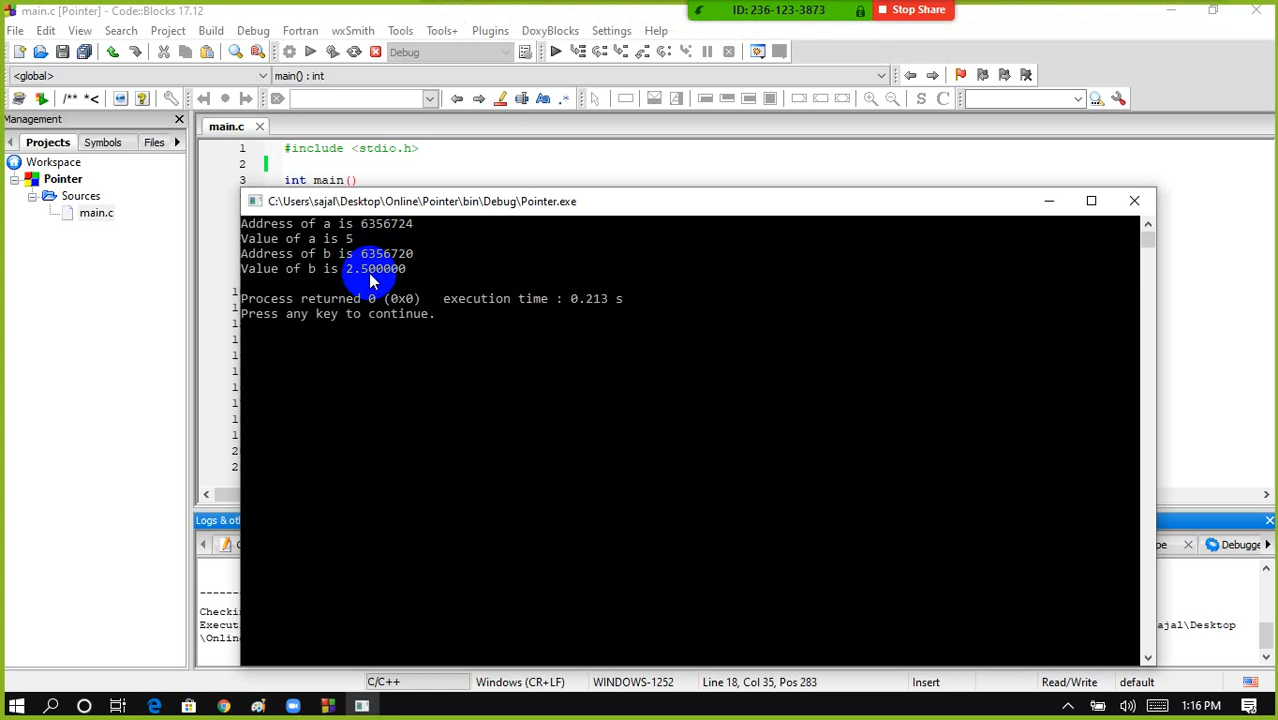 main.c [Pointer] - Code::Blocks 17.12
ID: 236-123-3873
Stop Share
File Edit View Search Project Build Debug Fortran wxSmith Tools Tools+ Plugins DoxyBlocks Settings Help
Debug
<global>
main() : int
/** *<
S C
Management
main.c
Projects Symbols Files
1 #include <stdio.h>
Workspace
2
Pointer
3 int main()
Sources
main.c
C:\Users\sajal\Desktop\Online\Pointer\bin\Debug\Pointer.exe
Address of a is 6356724
Value of a is 5
Address of b is 6356720
Value of b is 2.500000
Process returned 0 (0x0) execution time : 0.213 s
Press any key to continue.
Logs & ot
Debugge
Checki
Executi
ajal\Desktop
\Onlin
C/C++
Windows (CR+LF)
WINDOWS-1252
Line 18, Col 35, Pos 283
Insert
Read/Write
default
1:16 PM